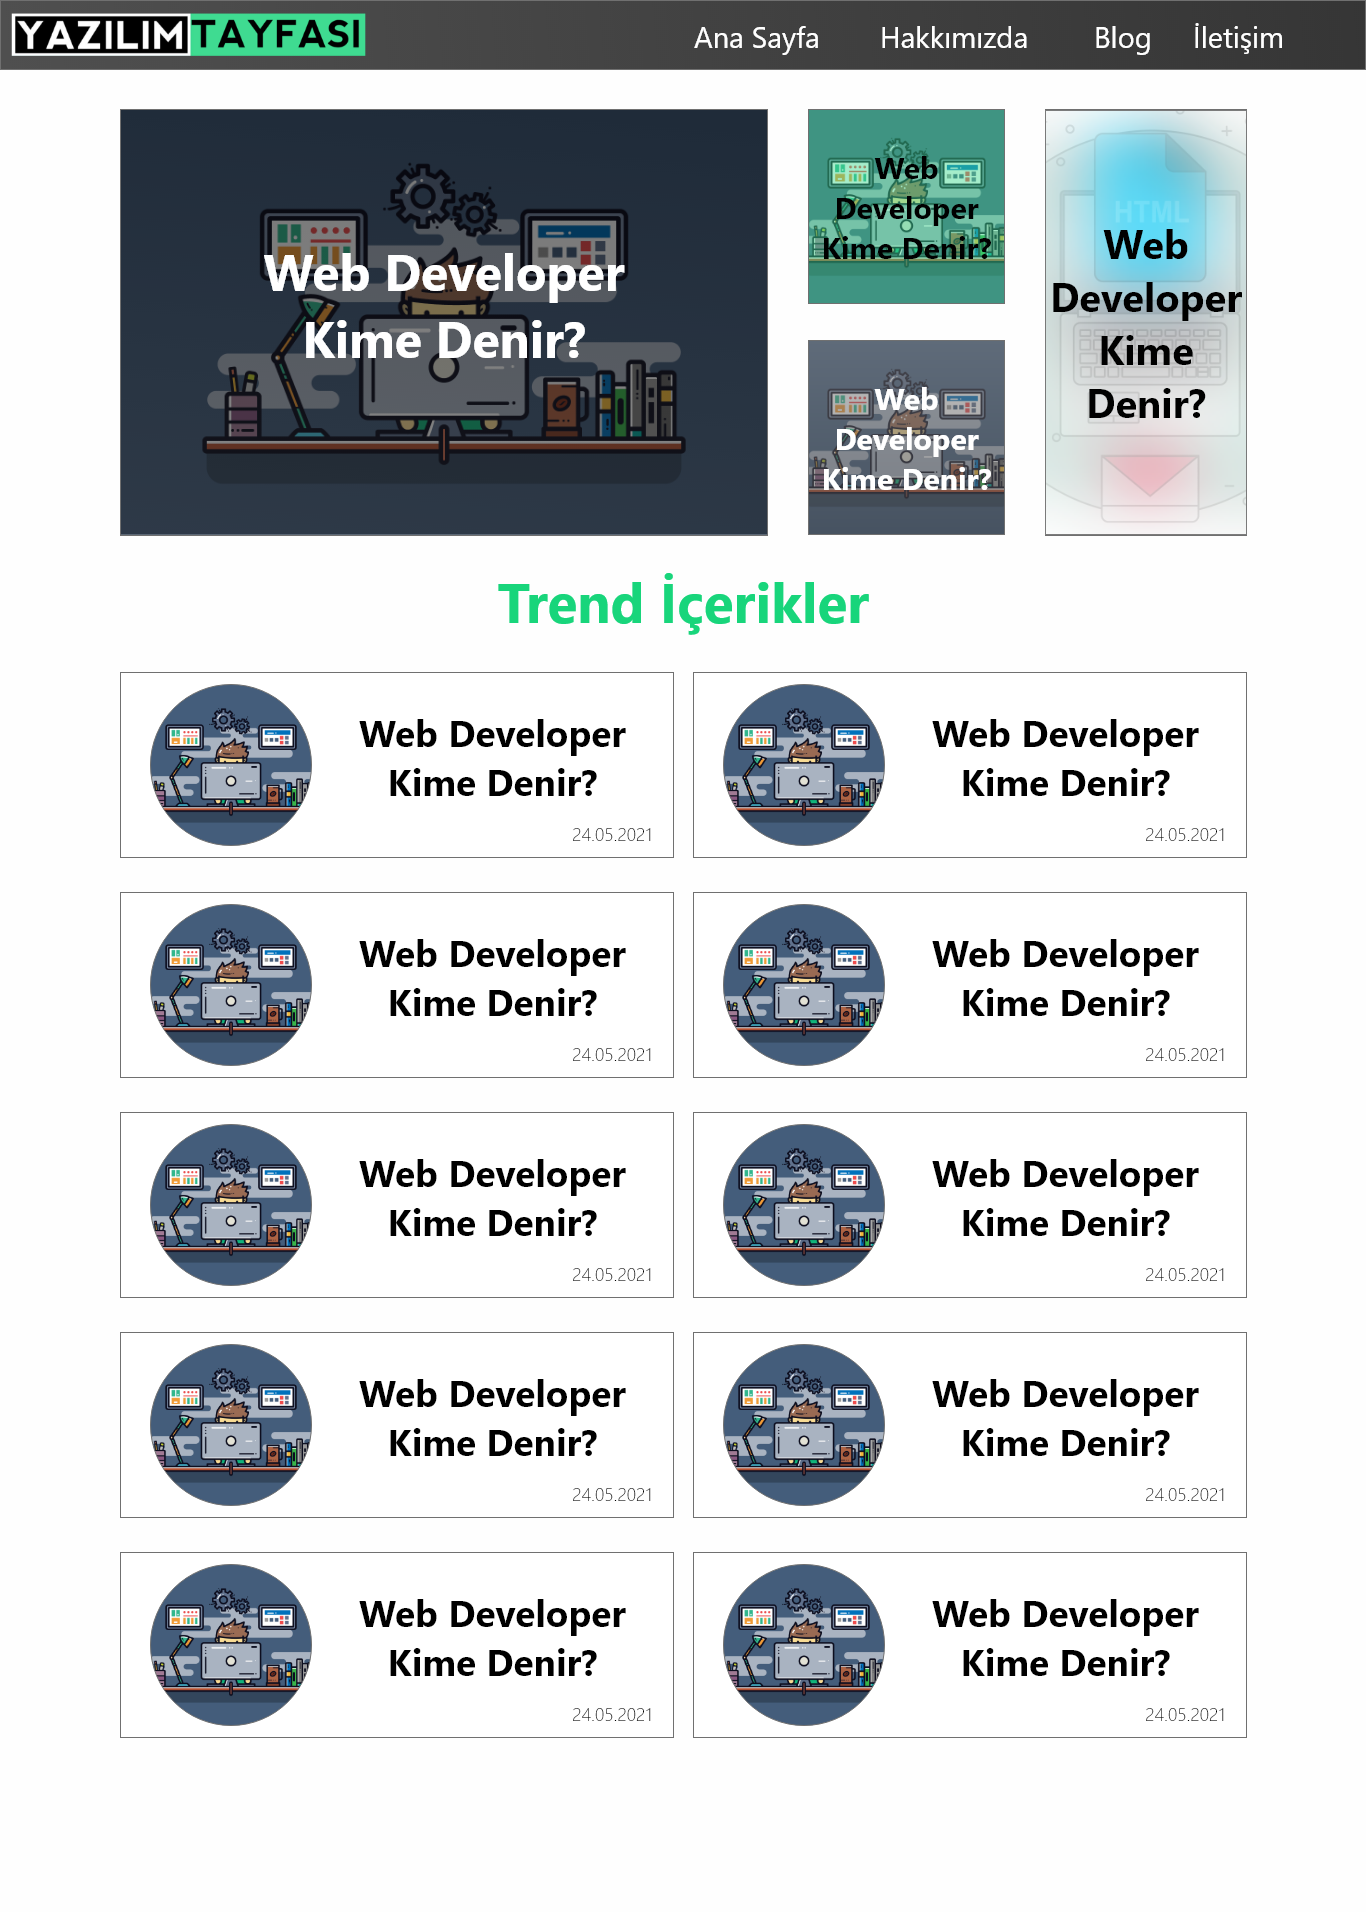 YAZILIMTAYFASI
Ana Sayfa Hakkımızda Blog İletişim
Web Developer
Kime Denir?
Web
Developer
Kime Denir?
Web
Developer
Kime Denir?
HTML
Web
Developer
Kime
Denir?
Trend İçerikler
Web Developer
Kime Denir?
24.05.2021
Web Developer
Kime Denir?
24.05.2021
Web Developer
Kime Denir?
24.05.2021
Web Developer
Kime Denir?
24.05.2021
Web Developer
Kime Denir?
24.05.2021
Web Developer
Kime Denir?
24.05.2021
Web Developer
Kime Denir?
24.05.2021
Web Developer
Kime Denir?
24.05.2021
Web Developer
Kime Denir?
24.05.2021
Web Developer
Kime Denir?
24.05.2021